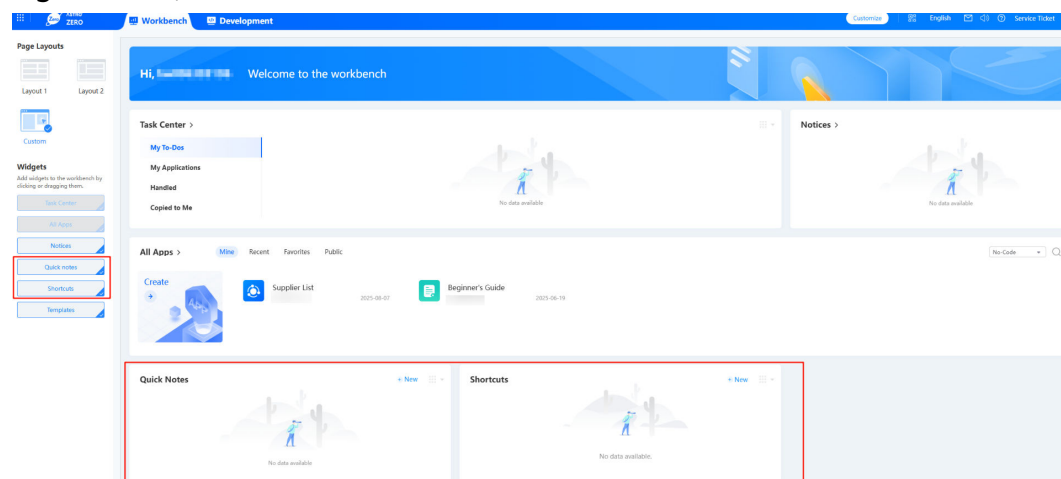 ZERO
Workbench
Development
Customize
English
Service Ticket
Page Layouts
Layout 1
Layout 2
Custom
Widgets
Add widgets to the workbench by
clicking or dragging them.
Task Center
All Apps
Notices
Quick notes
Shortcuts
Templates
Hi,
Welcome to the workbench
Task Center >
My To-Dos
My Applications
Handled
Copied to Me
No data available
Notices >
No data available
All Apps >
Mine
Recent
Favorites
Public
No-Code
Create
+
Supplier List
2025-08-07
Beginner's Guide
2025-06-18
Quick Notes
+ New
No data available
Shortcuts
+ New
No data available.